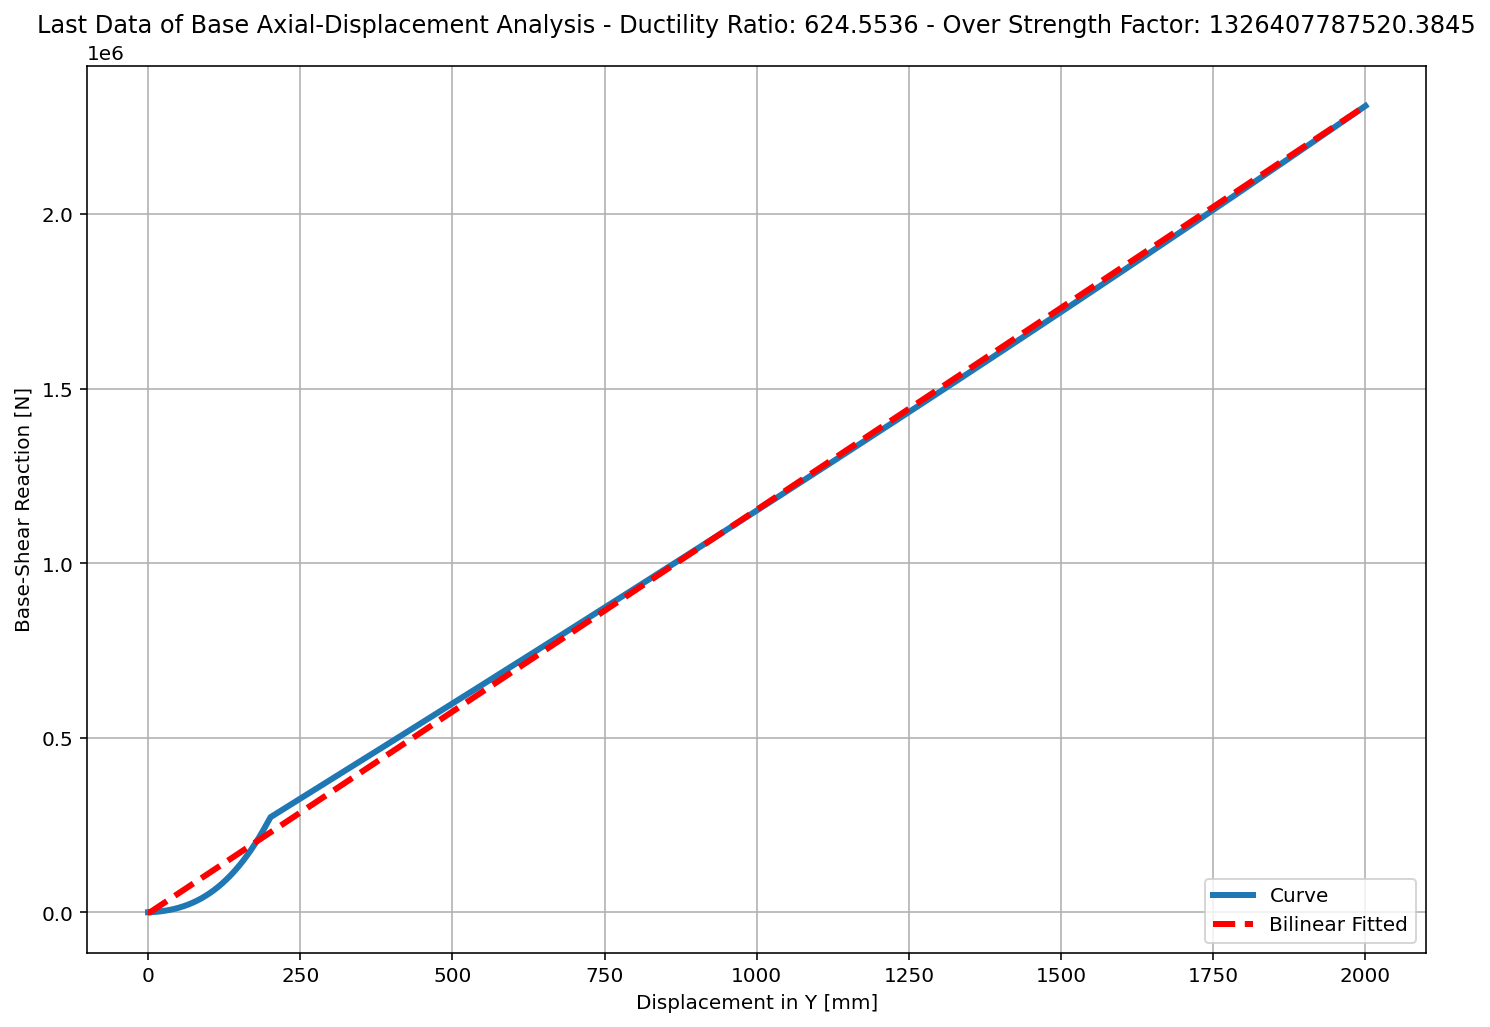 Last Data of Base Axial-Displacement Analysis - Ductility Ratio: 624.5536 - Over Strength Factor: 1326407787520.3845
1e6
2.0
1.5
1.0
0.5
0.0
Base-Shear Reaction [N]
Curve
Bilinear Fitted
0 250 500 750 1000 1250 1500 1750 2000
Displacement in Y [mm]